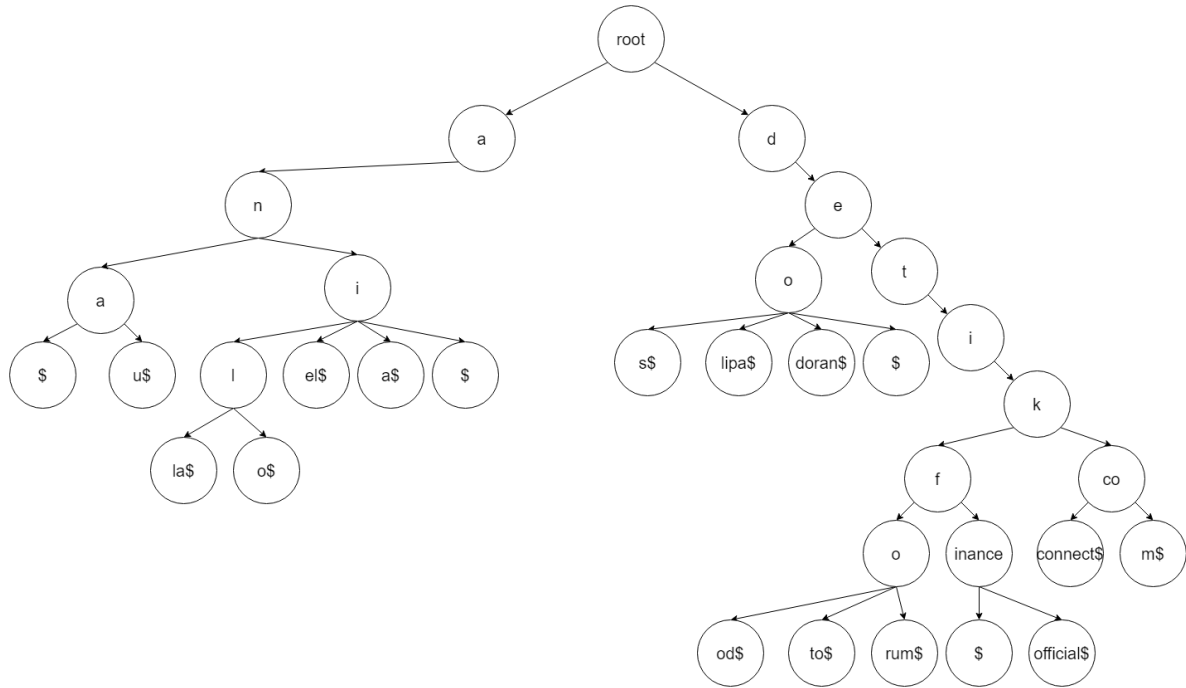 root
a
d
n
e
a
i
o
t
$
u$
l
el$
a$
$
s$
lipa$
doran$
$
i
k
la$
o$
f
co
o
inance
connect$
m$
od$
to$
rum$
$
official$